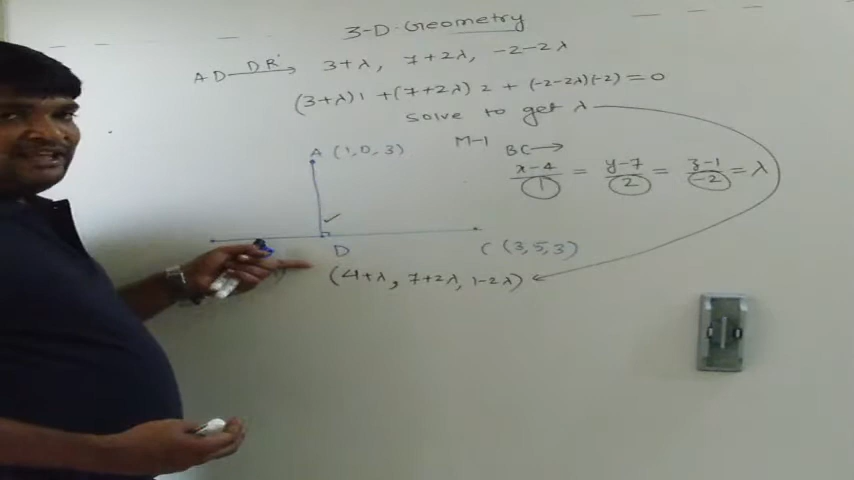 3-D Geometry
AD DR's→ 3+λ, 7+2λ, -2-2λ
(3+λ)1 +(7+2λ)2 + (-2-2λ)(-2) = 0
solve to get λ
M-1 BC→
x-4/1 = y-7/2 = z-1/-2 = λ
A (1,0,3)
D
C (3,5,3)
(4+λ, 7+2λ, 1-2λ)